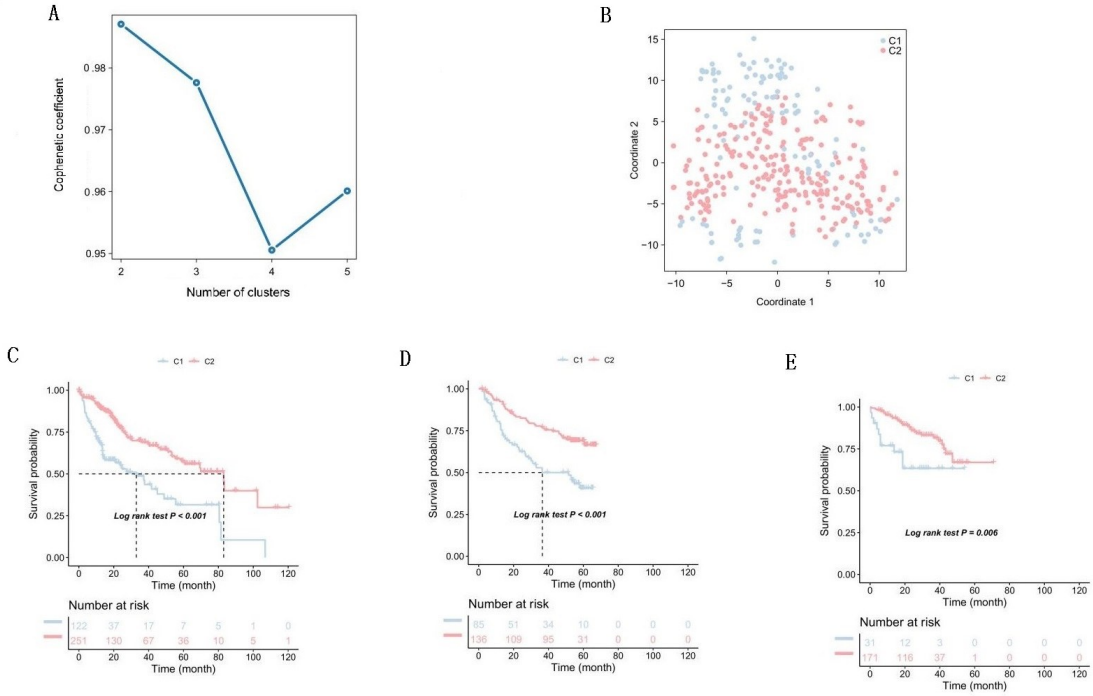 A
0.98
0.97
0.96
0.95
Cophenetic coefficient
2 3 4 5
Number of clusters
B
C1
C2
15
10
5
0
−5
−10
Coordinate 2
−10 −5 0 5 10
Coordinate 1
C
C1 C2
1.00
0.75
0.50
0.25
0.00
Survival probability
Log rank test P < 0.001
0 20 40 60 80 100 120
Time (month)
Number at risk
122 37 17 7 5 1 0
251 130 67 36 10 5 1
0 20 40 60 80 100 120
Time (month)
D
C1 C2
1.00
0.75
0.50
0.25
0.00
Survival probability
Log rank test P < 0.001
0 20 40 60 80 100 120
Time (month)
Number at risk
85 51 34 10 0 0 0
136 109 95 31 0 0 0
0 20 40 60 80 100 120
Time (month)
E
C1 C2
1.00
0.75
0.50
0.25
0.00
Survival probability
Log rank test P = 0.006
0 20 40 60 80 100 120
Time (month)
Number at risk
31 12 3 0 0 0 0
171 116 37 1 0 0 0
0 20 40 60 80 100 120
Time (month)